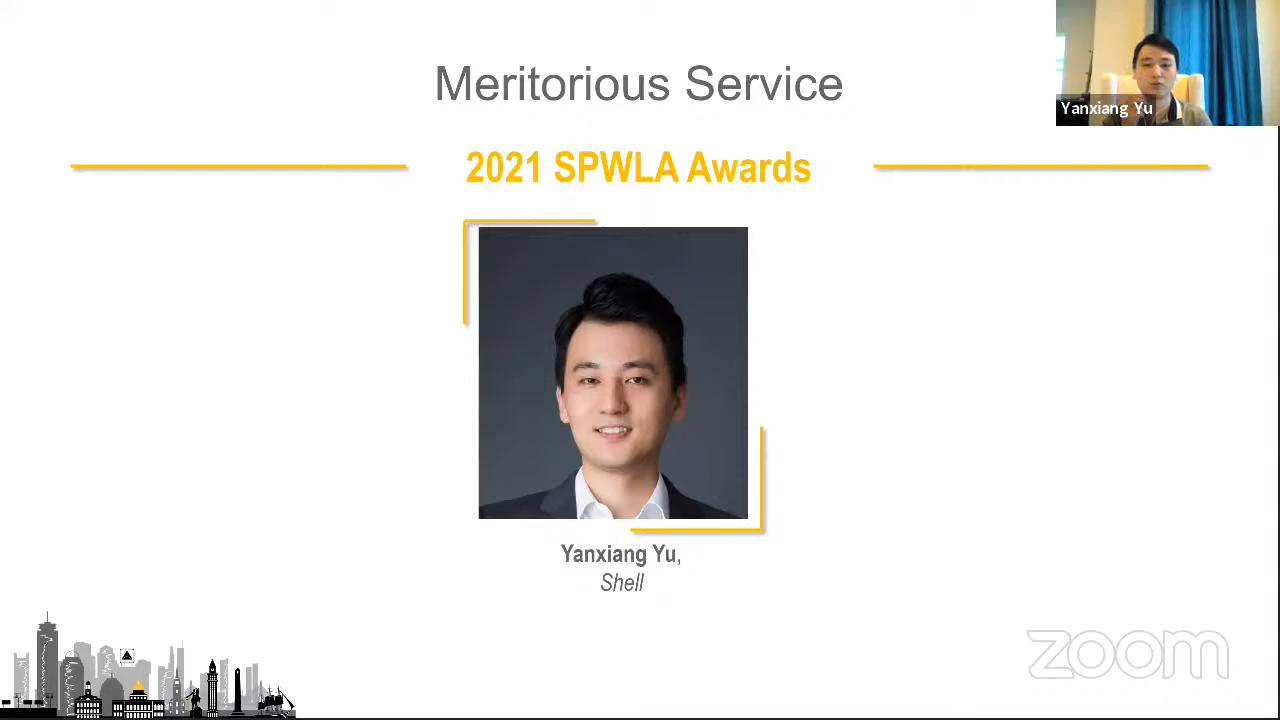 Meritorious Service
Yanxiang Yu
2021 SPWLA Awards
Yanxiang Yu,
Shell
zoom